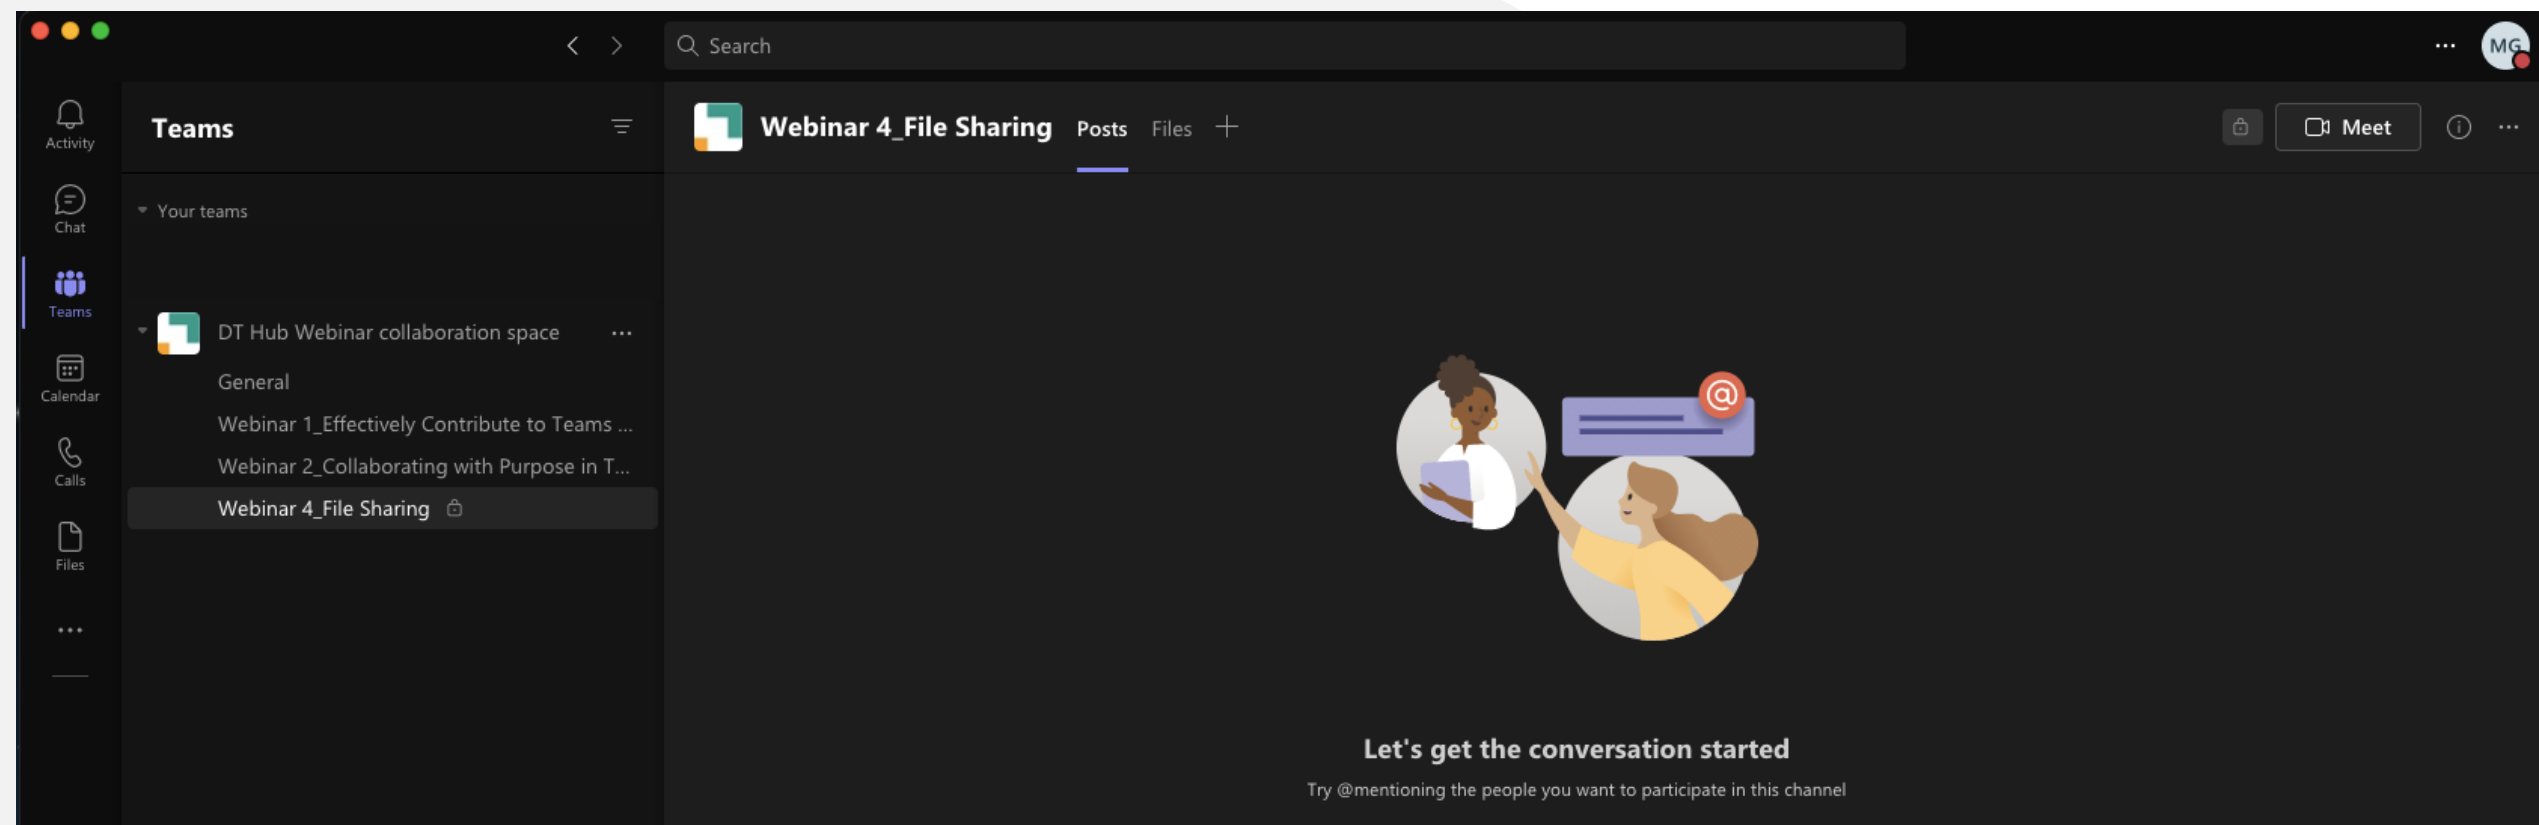 Search
MG
Activity
Chat
Teams
Calendar
Calls
Files
Teams
Your teams
DT Hub Webinar collaboration space
General
Webinar 1_Effectively Contribute to Teams ...
Webinar 2_Collaborating with Purpose in T...
Webinar 4_File Sharing
Webinar 4_File Sharing Posts Files
Meet
@
Let's get the conversation started
Try @mentioning the people you want to participate in this channel